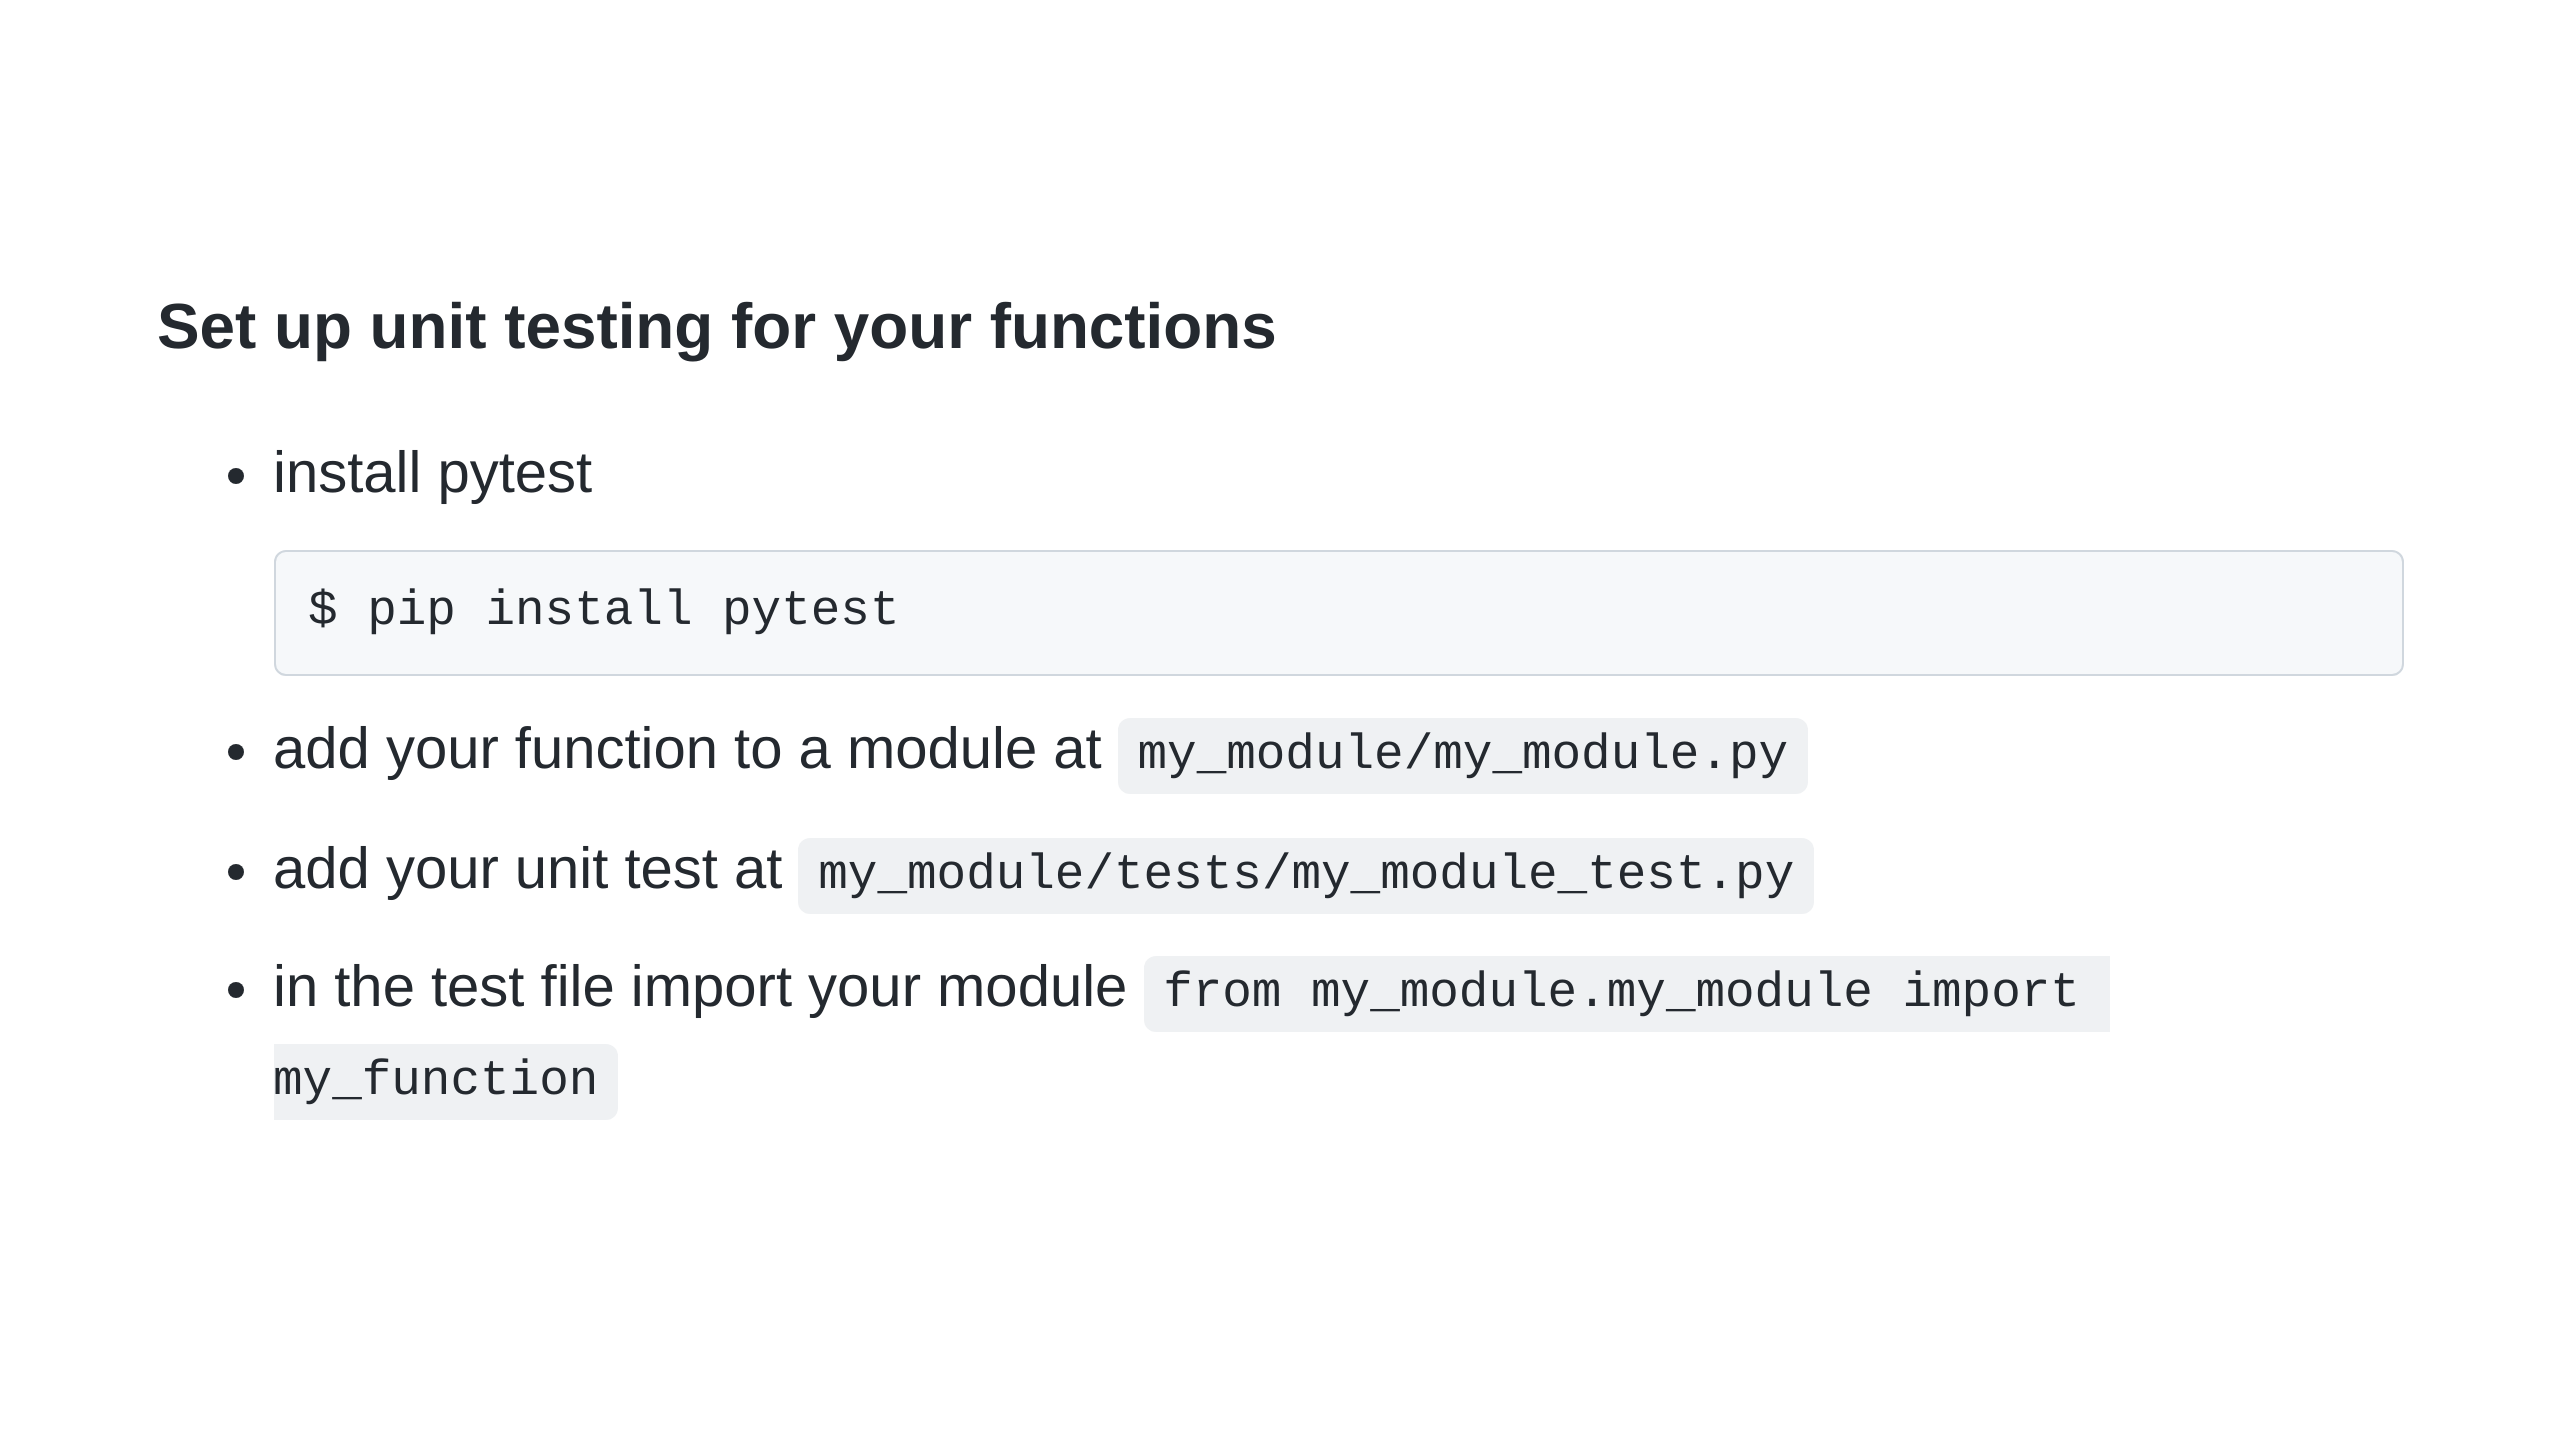 Set up unit testing for your functions
install pytest
$ pip install pytest
add your function to a module at my_module/my_module.py
add your unit test at my_module/tests/my_module_test.py
in the test file import your module from my_module.my_module import
my_function